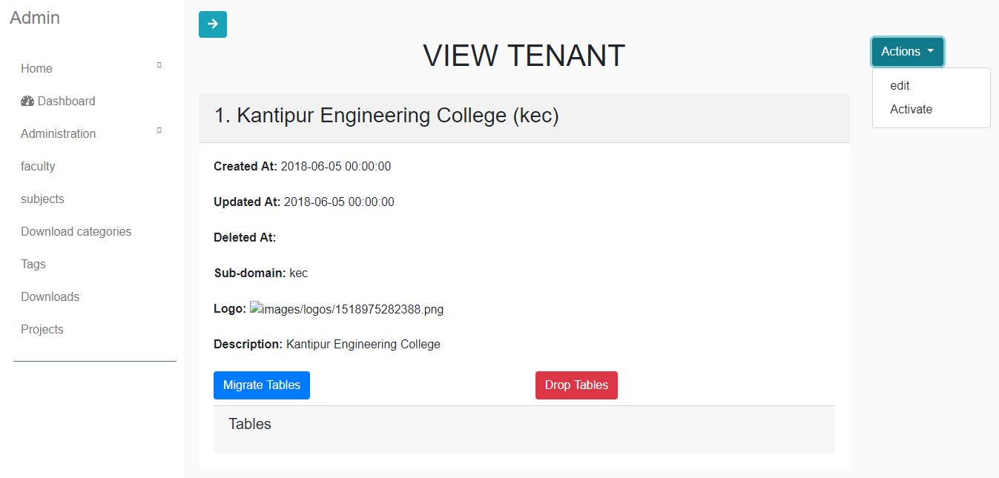 Admin
Home
Dashboard
Administration
faculty
subjects
Download categories
Tags
Downloads
Projects
VIEW TENANT
Actions
edit
Activate
1. Kantipur Engineering College (kec)
Created At: 2018-06-05 00:00:00
Updated At: 2018-06-05 00:00:00
Deleted At:
Sub-domain: kec
Logo: images/logos/1518975282388.png
Description: Kantipur Engineering College
Migrate Tables
Drop Tables
Tables